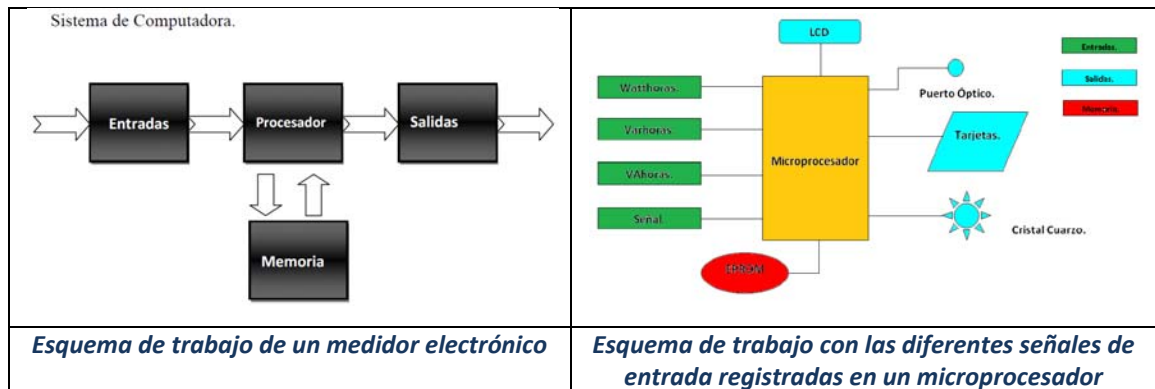 Sistema de Computadora.
Entradas
Procesador
Salidas
Memoria
LCD
Watthoras.
Varhoras.
VAhoras.
Señal
Microprocesador
Puerto Óptico.
Tarjetas.
Cristal Cuarzo.
EPROM
Entradas.
Salidas.
Memoria.
Esquema de trabajo de un medidor electrónico
Esquema de trabajo con las diferentes señales de
entrada registradas en un microprocesador